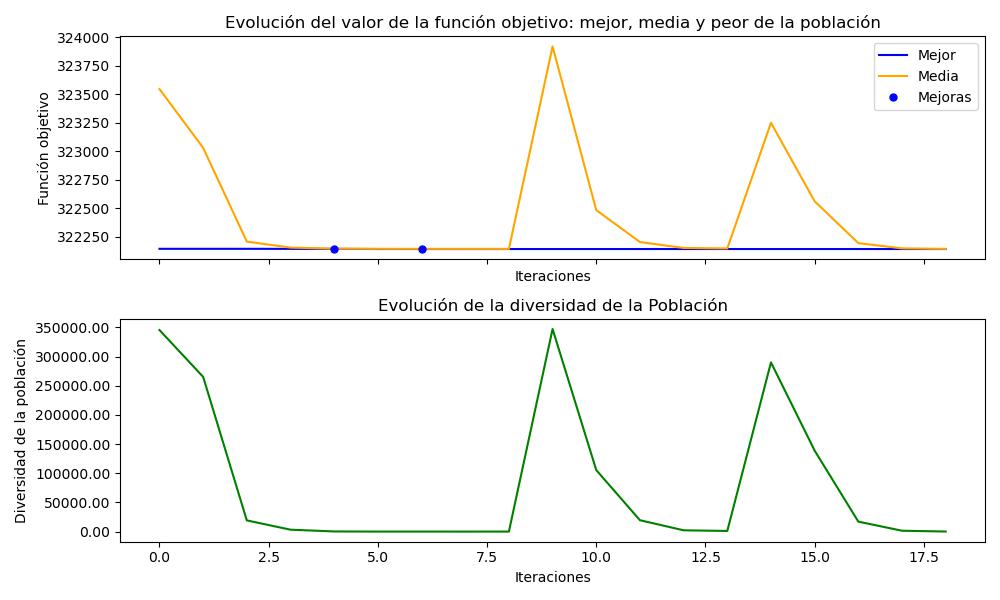 Evolución del valor de la función objetivo: mejor, media y peor de la población
324000
323750
323500
323250
323000
322750
322500
322250
Función objetivo
Mejor
Media
Mejoras
Iteraciones
Evolución de la diversidad de la Población
350000.00
300000.00
250000.00
200000.00
150000.00
100000.00
50000.00
0.00
Diversidad de la población
0.0 2.5 5.0 7.5 10.0 12.5 15.0 17.5
Iteraciones